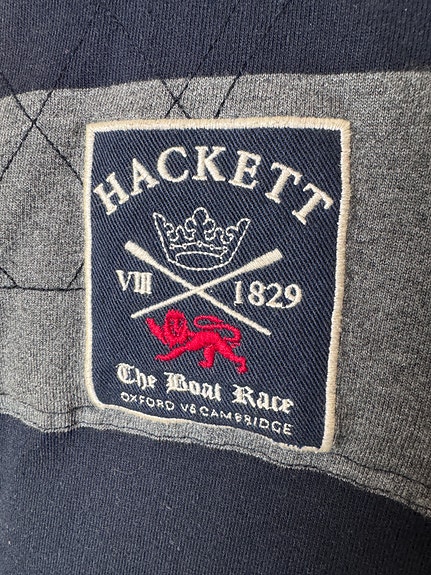 HACKETT
VIII 1829
The Boat Race
OXFORD VS CAMBRIDGE